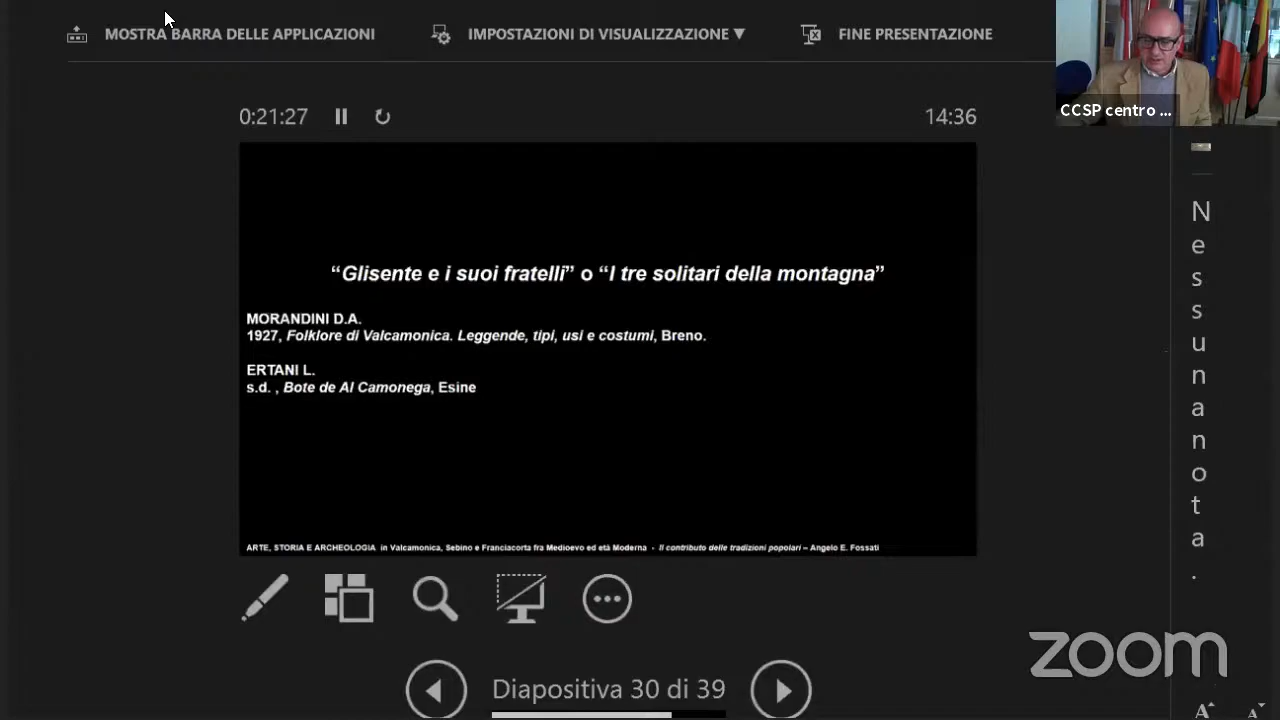 MOSTRA BARRA DELLE APPLICAZIONI
IMPOSTAZIONI DI VISUALIZZAZIONE ▼
FINE PRESENTAZIONE
CCSP centro ...
0:21:27
14:36
“Glisente e i suoi fratelli” o “I tre solitari della montagna”
MORANDINI D.A.
1927, Folklore di Valcamonica. Leggende, tipi, usi e costumi, Breno.
ERTANI L.
s.d. , Bote de Al Camonega, Esine
ARTE, STORIA E ARCHEOLOGIA in Valcamonica, Sebino e Franciacorta fra Medioevo ed età Moderna - Il contributo delle tradizioni popolari – Angelo E. Fossati
Diapositiva 30 di 39
N
e
s
s
u
n
a
n
o
t
a
.
zoom
A A